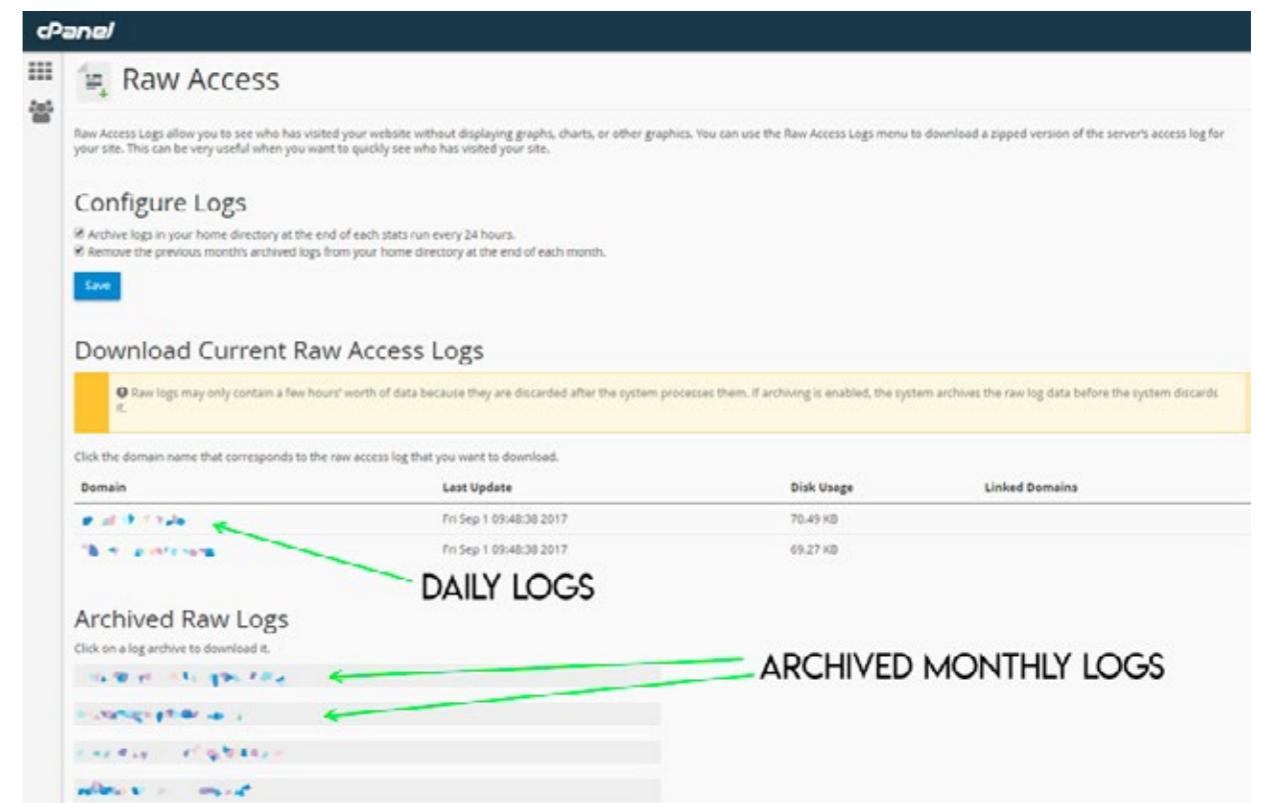 cPanel
Raw Access
Raw Access Logs allow you to see who has visited your website without displaying graphs, charts, or other graphics. You can use the Raw Access Logs menu to download a zipped version of the server's access log for
your site. This can be very useful when you want to quickly see who has visited your site.
Configure Logs
Archive logs in your home directory at the end of each stats run every 24 hours.
Remove the previous month's archived logs from your home directory at the end of each month.
Save
Download Current Raw Access Logs
Raw logs may only contain a few hours' worth of data because they are discarded after the system processes them. If archiving is enabled, the system archives the raw log data before the system discards
it.
Click the domain name that corresponds to the raw access log that you want to download.
Domain Last Update Disk Usage Linked Domains
Fri Sep 1 09:48:38 2017 70.49 KB
Fri Sep 1 09:48:38 2017 69.27 KB
DAILY LOGS
Archived Raw Logs
Click on a log archive to download it.
ARCHIVED MONTHLY LOGS